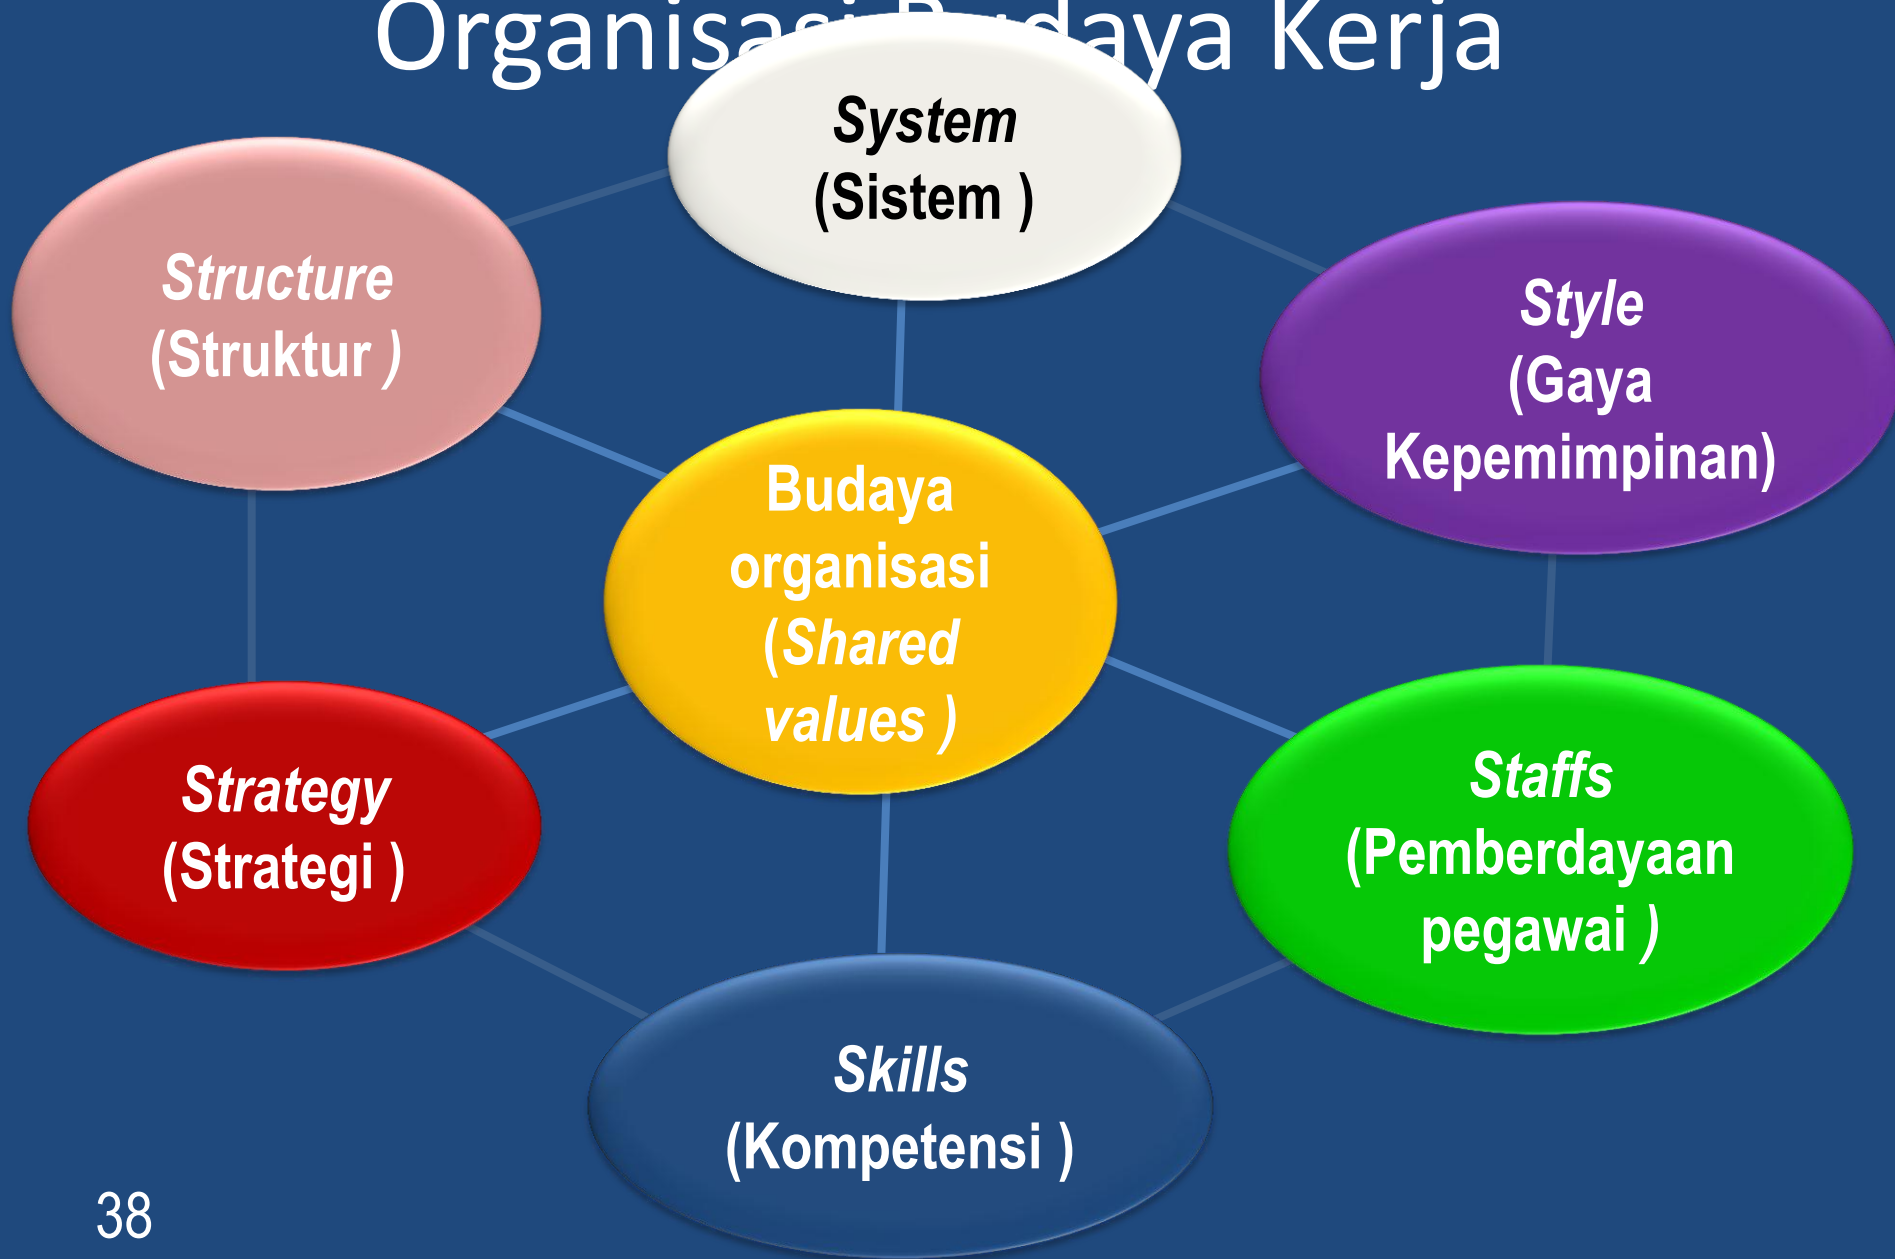 Organisasi Budaya Kerja
System
(Sistem )
Structure
(Struktur )
Style
(Gaya
Kepemimpinan)
Budaya
organisasi
(Shared
values )
Strategy
(Strategi )
Staffs
(Pemberdayaan
pegawai )
Skills
(Kompetensi )
38